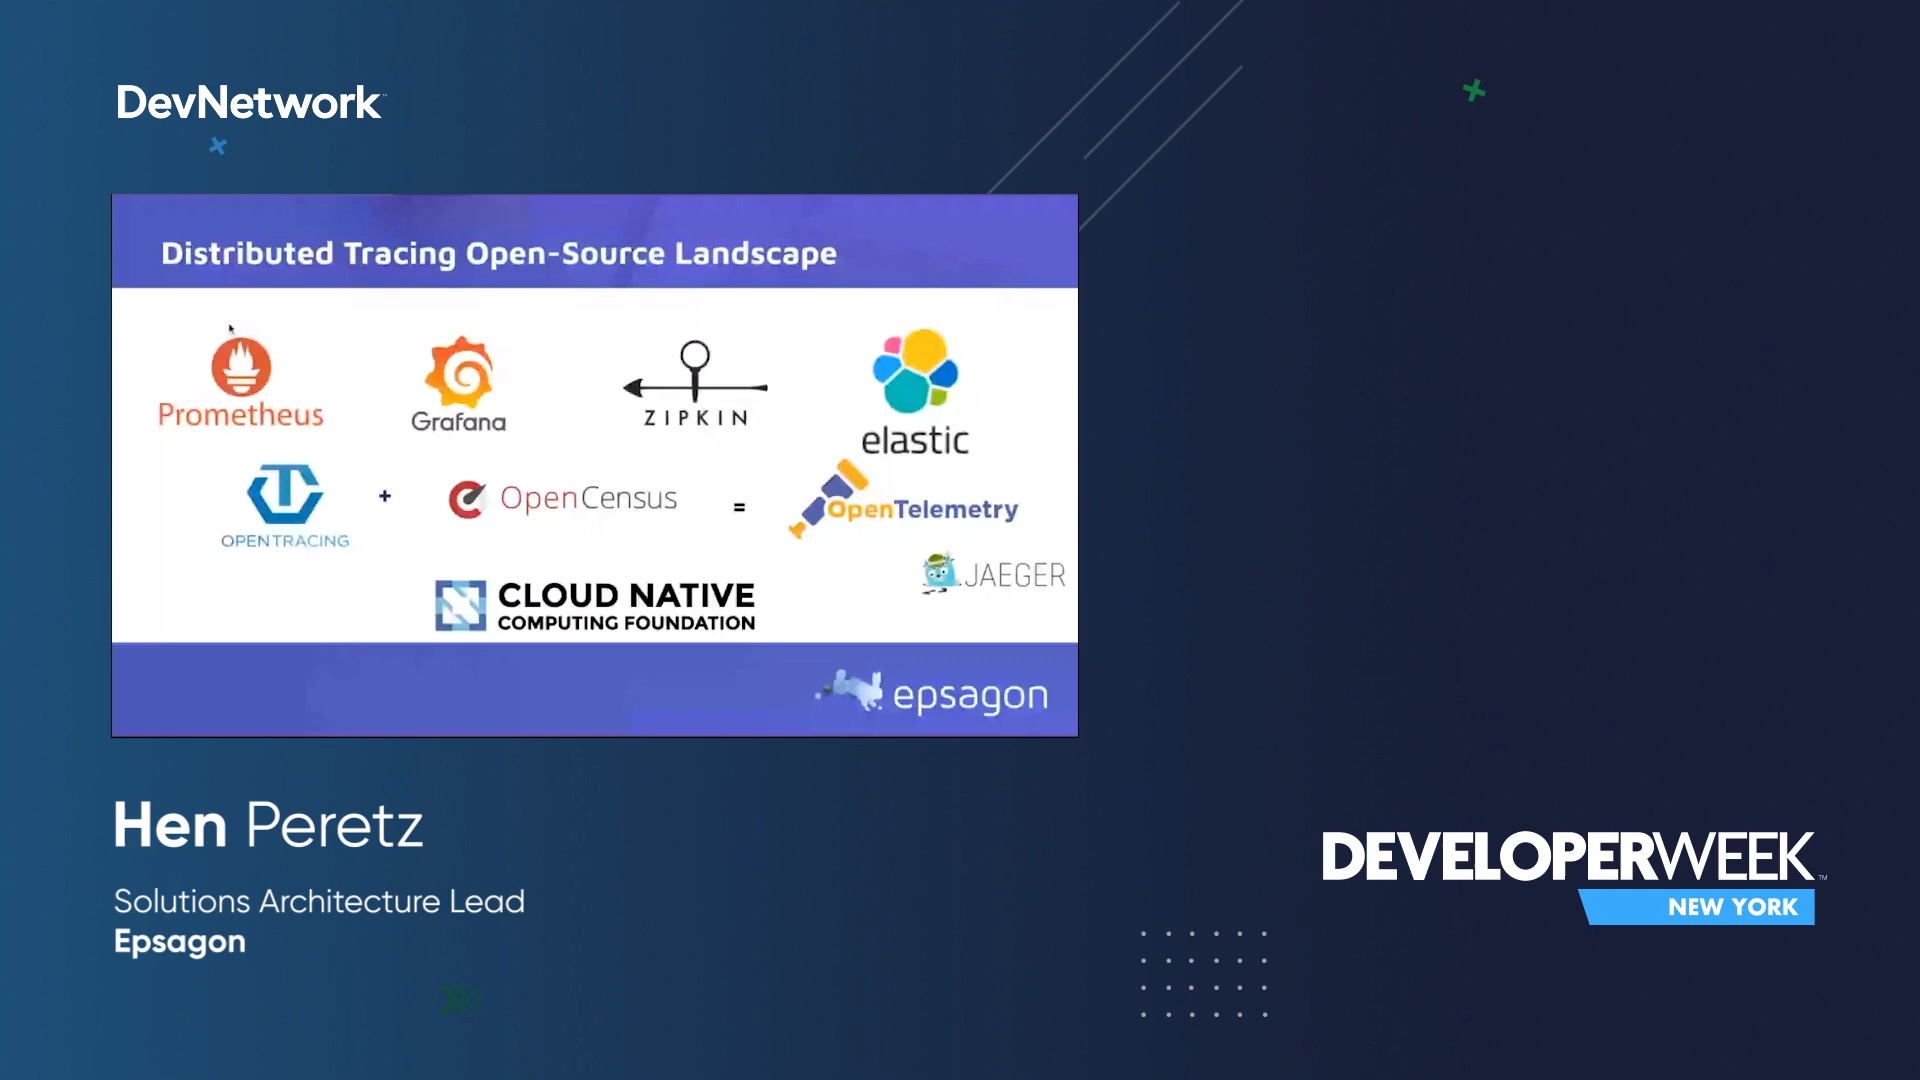 DevNetwork
Distributed Tracing Open-Source Landscape
Prometheus
Grafana
ZIPKIN
elastic
OPENTRACING
+
OpenCensus
=
OpenTelemetry
JAEGER
CLOUD NATIVE
COMPUTING FOUNDATION
epsagon
Hen Peretz
Solutions Architecture Lead
Epsagon
DEVELOPERWEEK™
NEW YORK